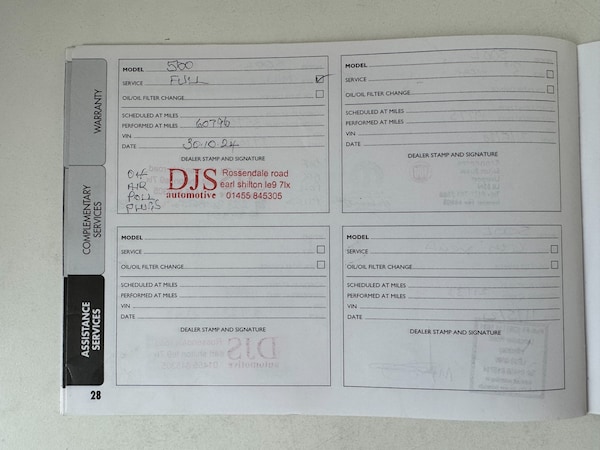 WARRANTY
COMPLEMENTARY
SERVICES
ASSISTANCE
SERVICES
28
MODEL 500
SERVICE FULL
OIL/OIL FILTER CHANGE
SCHEDULED AT MILES
PERFORMED AT MILES 60796
VIN
DATE 30.10.24
DEALER STAMP AND SIGNATURE
AIR
POLL
PLUGS
DJS
automotive
Rossendale road
earl shilton le9 7lx
01455 845305
MODEL
SERVICE
OIL/OIL FILTER CHANGE
SCHEDULED AT MILES
PERFORMED AT MILES
VIN
DATE
DEALER STAMP AND SIGNATURE
MODEL
SERVICE
OIL/OIL FILTER CHANGE
SCHEDULED AT MILES
PERFORMED AT MILES
VIN
DATE
DEALER STAMP AND SIGNATURE
MODEL
SERVICE
OIL/OIL FILTER CHANGE
SCHEDULED AT MILES
PERFORMED AT MILES
VIN
DATE
DEALER STAMP AND SIGNATURE